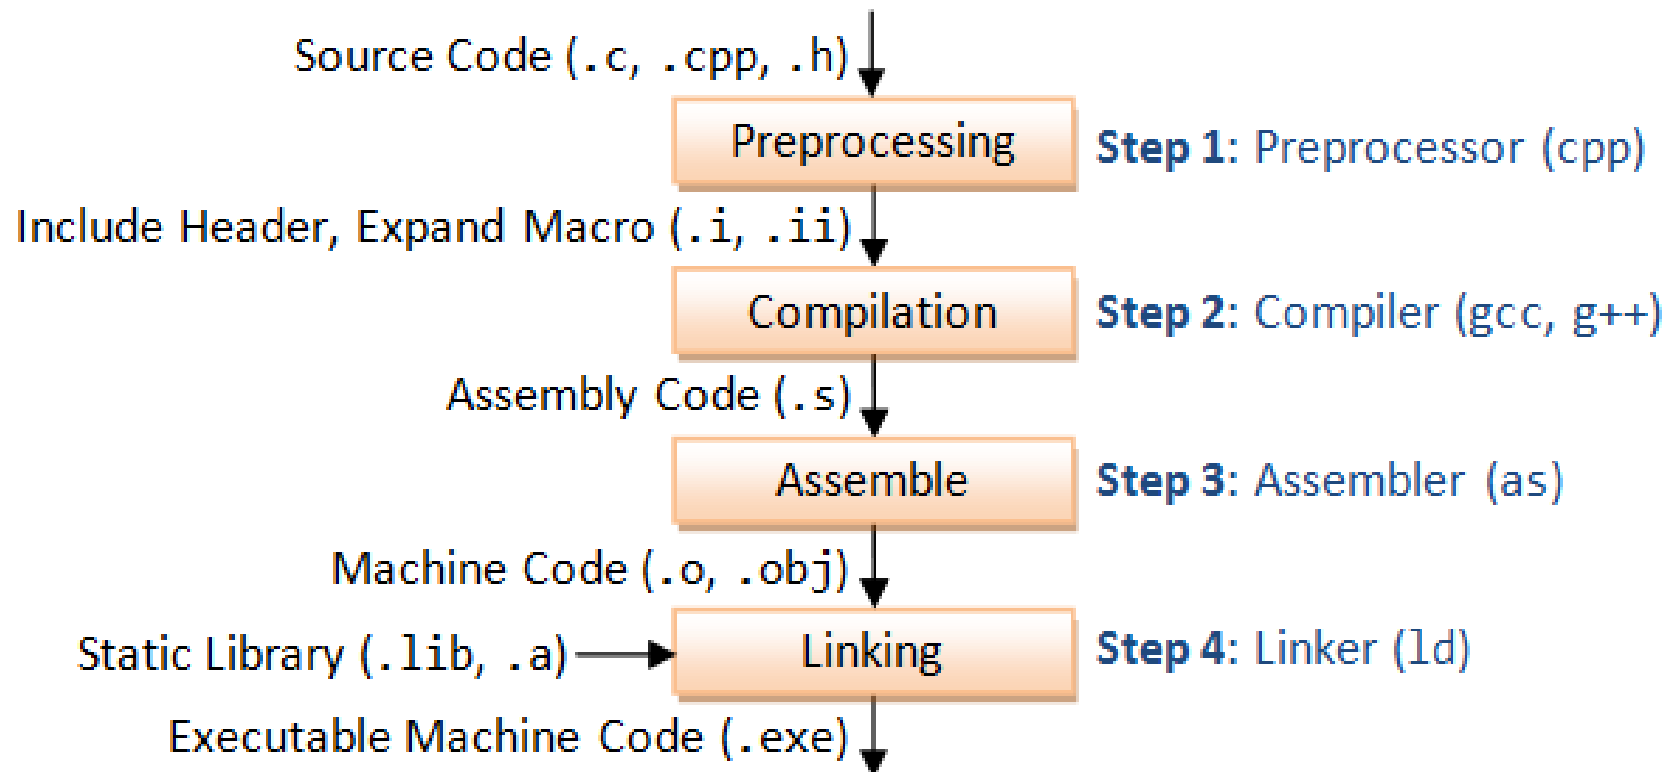 Source Code (.c, .cpp, .h)
Preprocessing
Step 1: Preprocessor (cpp)
Include Header, Expand Macro (.i, .ii)
Compilation
Step 2: Compiler (gcc, g++)
Assembly Code (.s)
Assemble
Step 3: Assembler (as)
Machine Code (.o, .obj)
Static Library (.lib, .a)
Linking
Step 4: Linker (ld)
Executable Machine Code (.exe)